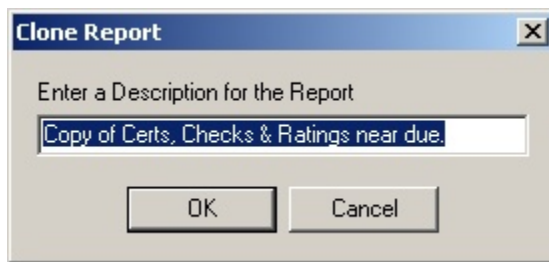 Clone Report
Enter a Description for the Report
Copy of Certs, Checks & Ratings near due.
OK Cancel